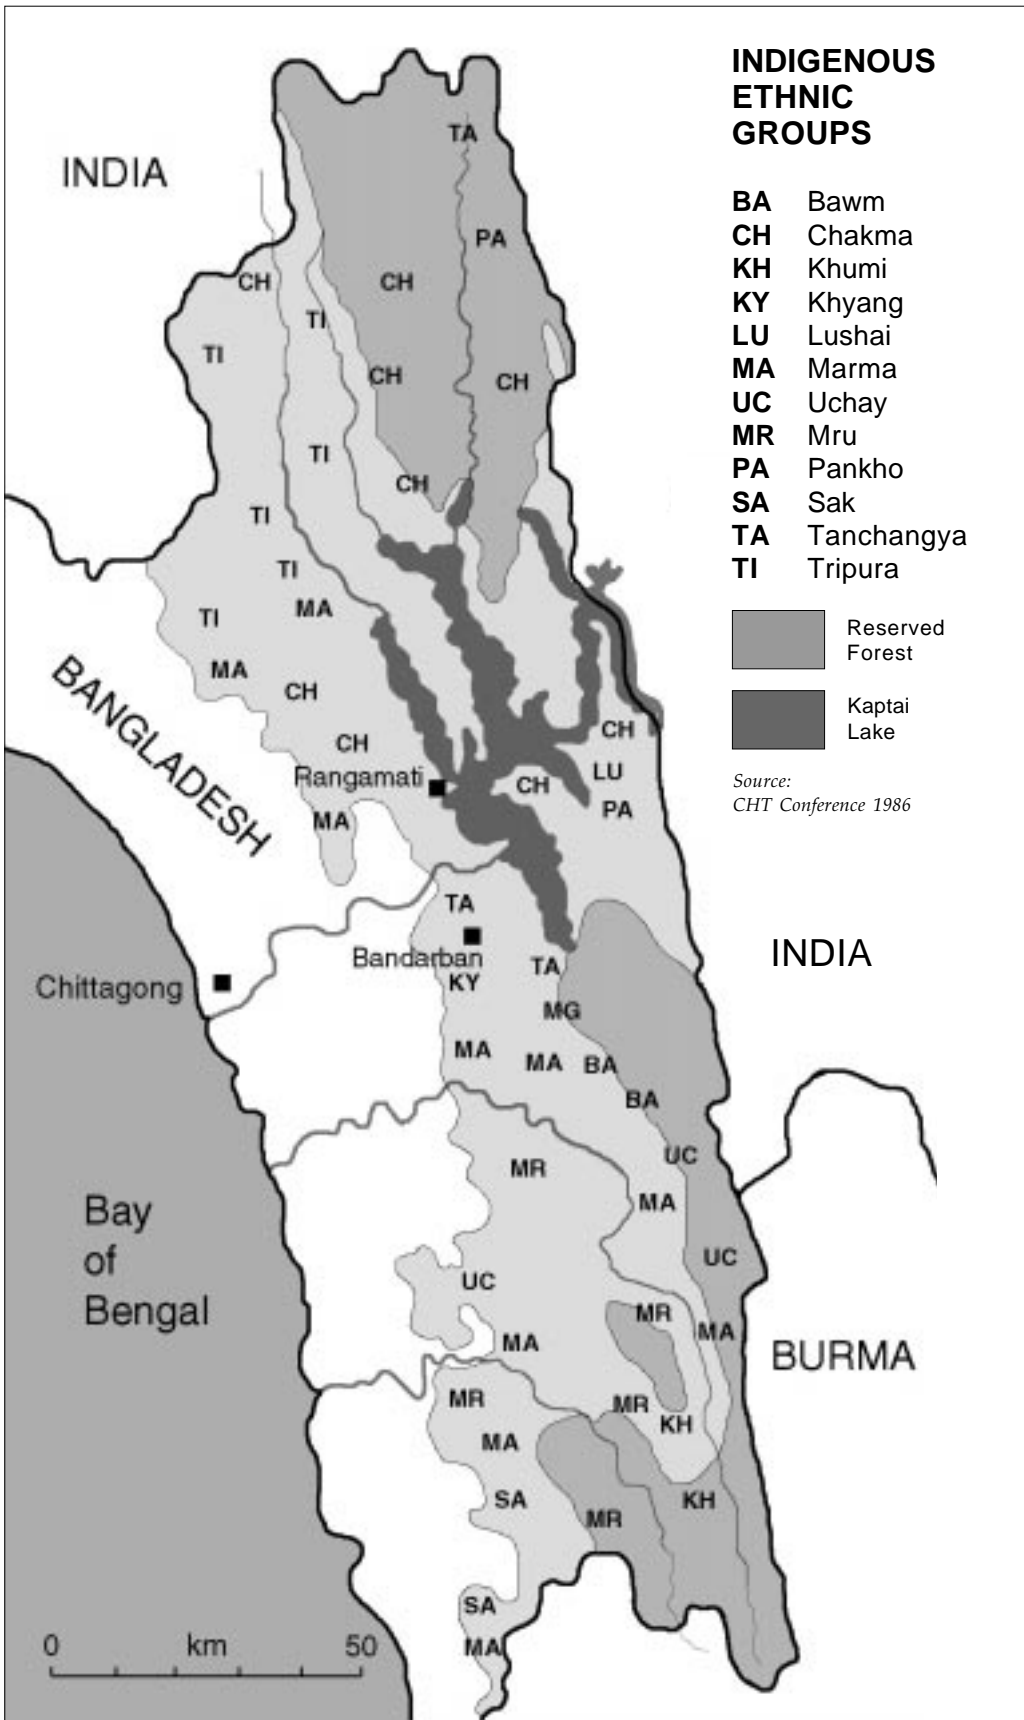 INDIGENOUS
ETHNIC
GROUPS
BA Bawm
CH Chakma
KH Khumi
KY Khyang
LU Lushai
MA Marma
UC Uchay
MR Mru
PA Pankho
SA Sak
TA Tanchangya
TI Tripura
Reserved
Forest
Kaptai
Lake
Source:
CHT Conference 1986
INDIA
TA
PA
CH
CH
TI
TI
CH
CH
TI
CH
TI
TI
MA
TI
MA
CH
BANGLADESH
CH
CH
Rangamati
LU
CH
PA
MA
TA
Bandarban
INDIA
TA
KY
Chittagong
MG
MA
MA
BA
BA
UC
MR
MA
Bay
of
Bengal
UC
UC
MR
MA
MA
BURMA
MR
MR
KH
MA
SA
KH
MR
SA
MA
0 km 50